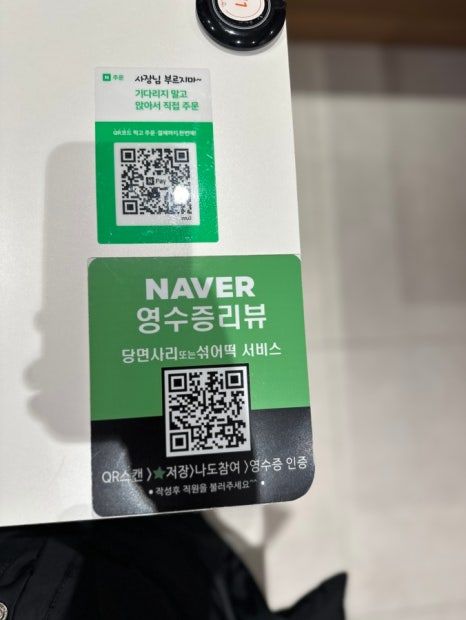 N 주문 사장님 부르지마~
기다리지 말고
앉아서 직접 주문
QR코드 찍고 주문·결제까지 한번에!
N Pay
NAVER
영수증리뷰
당면사리또는섞어떡 서비스
QR스캔 〉★저장〉나도참여 〉영수증 인증
• 작성후 직원을 불러주세요~^ •